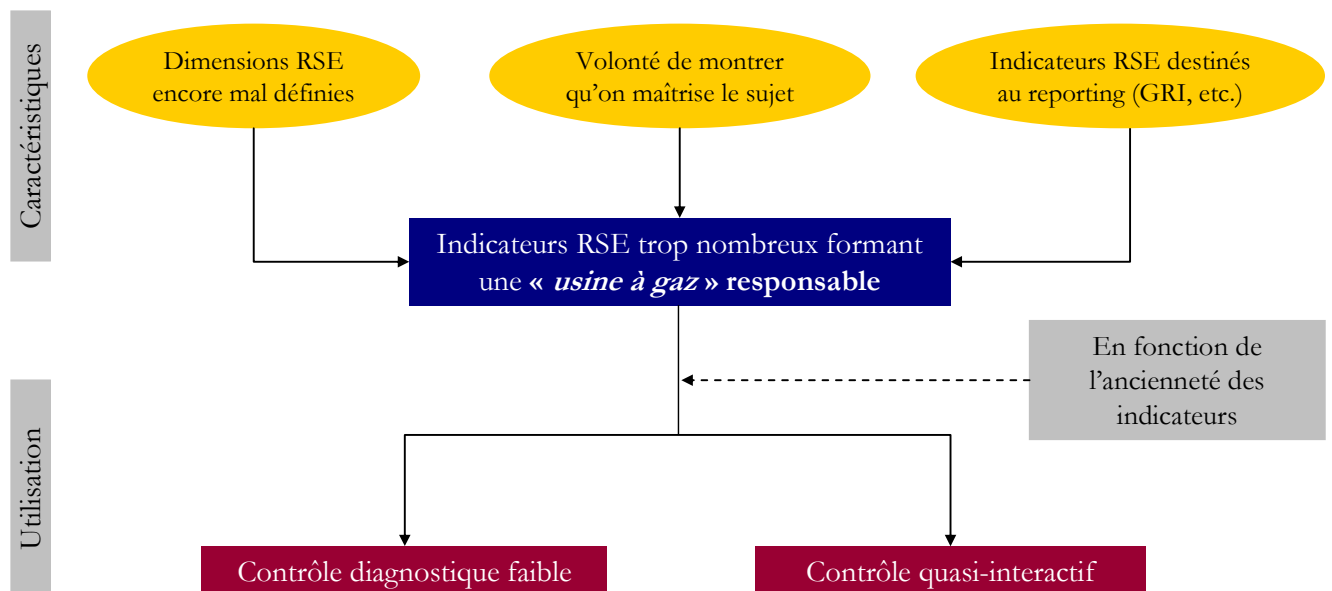 Caractéristiques
Dimensions RSE
encore mal définies
Volonté de montrer
qu’on maîtrise le sujet
Indicateurs RSE destinés
au reporting (GRI, etc.)
Indicateurs RSE trop nombreux formant
une « usine à gaz » responsable
En fonction de
l’ancienneté des
indicateurs
Utilisation
Contrôle diagnostique faible
Contrôle quasi-interactif